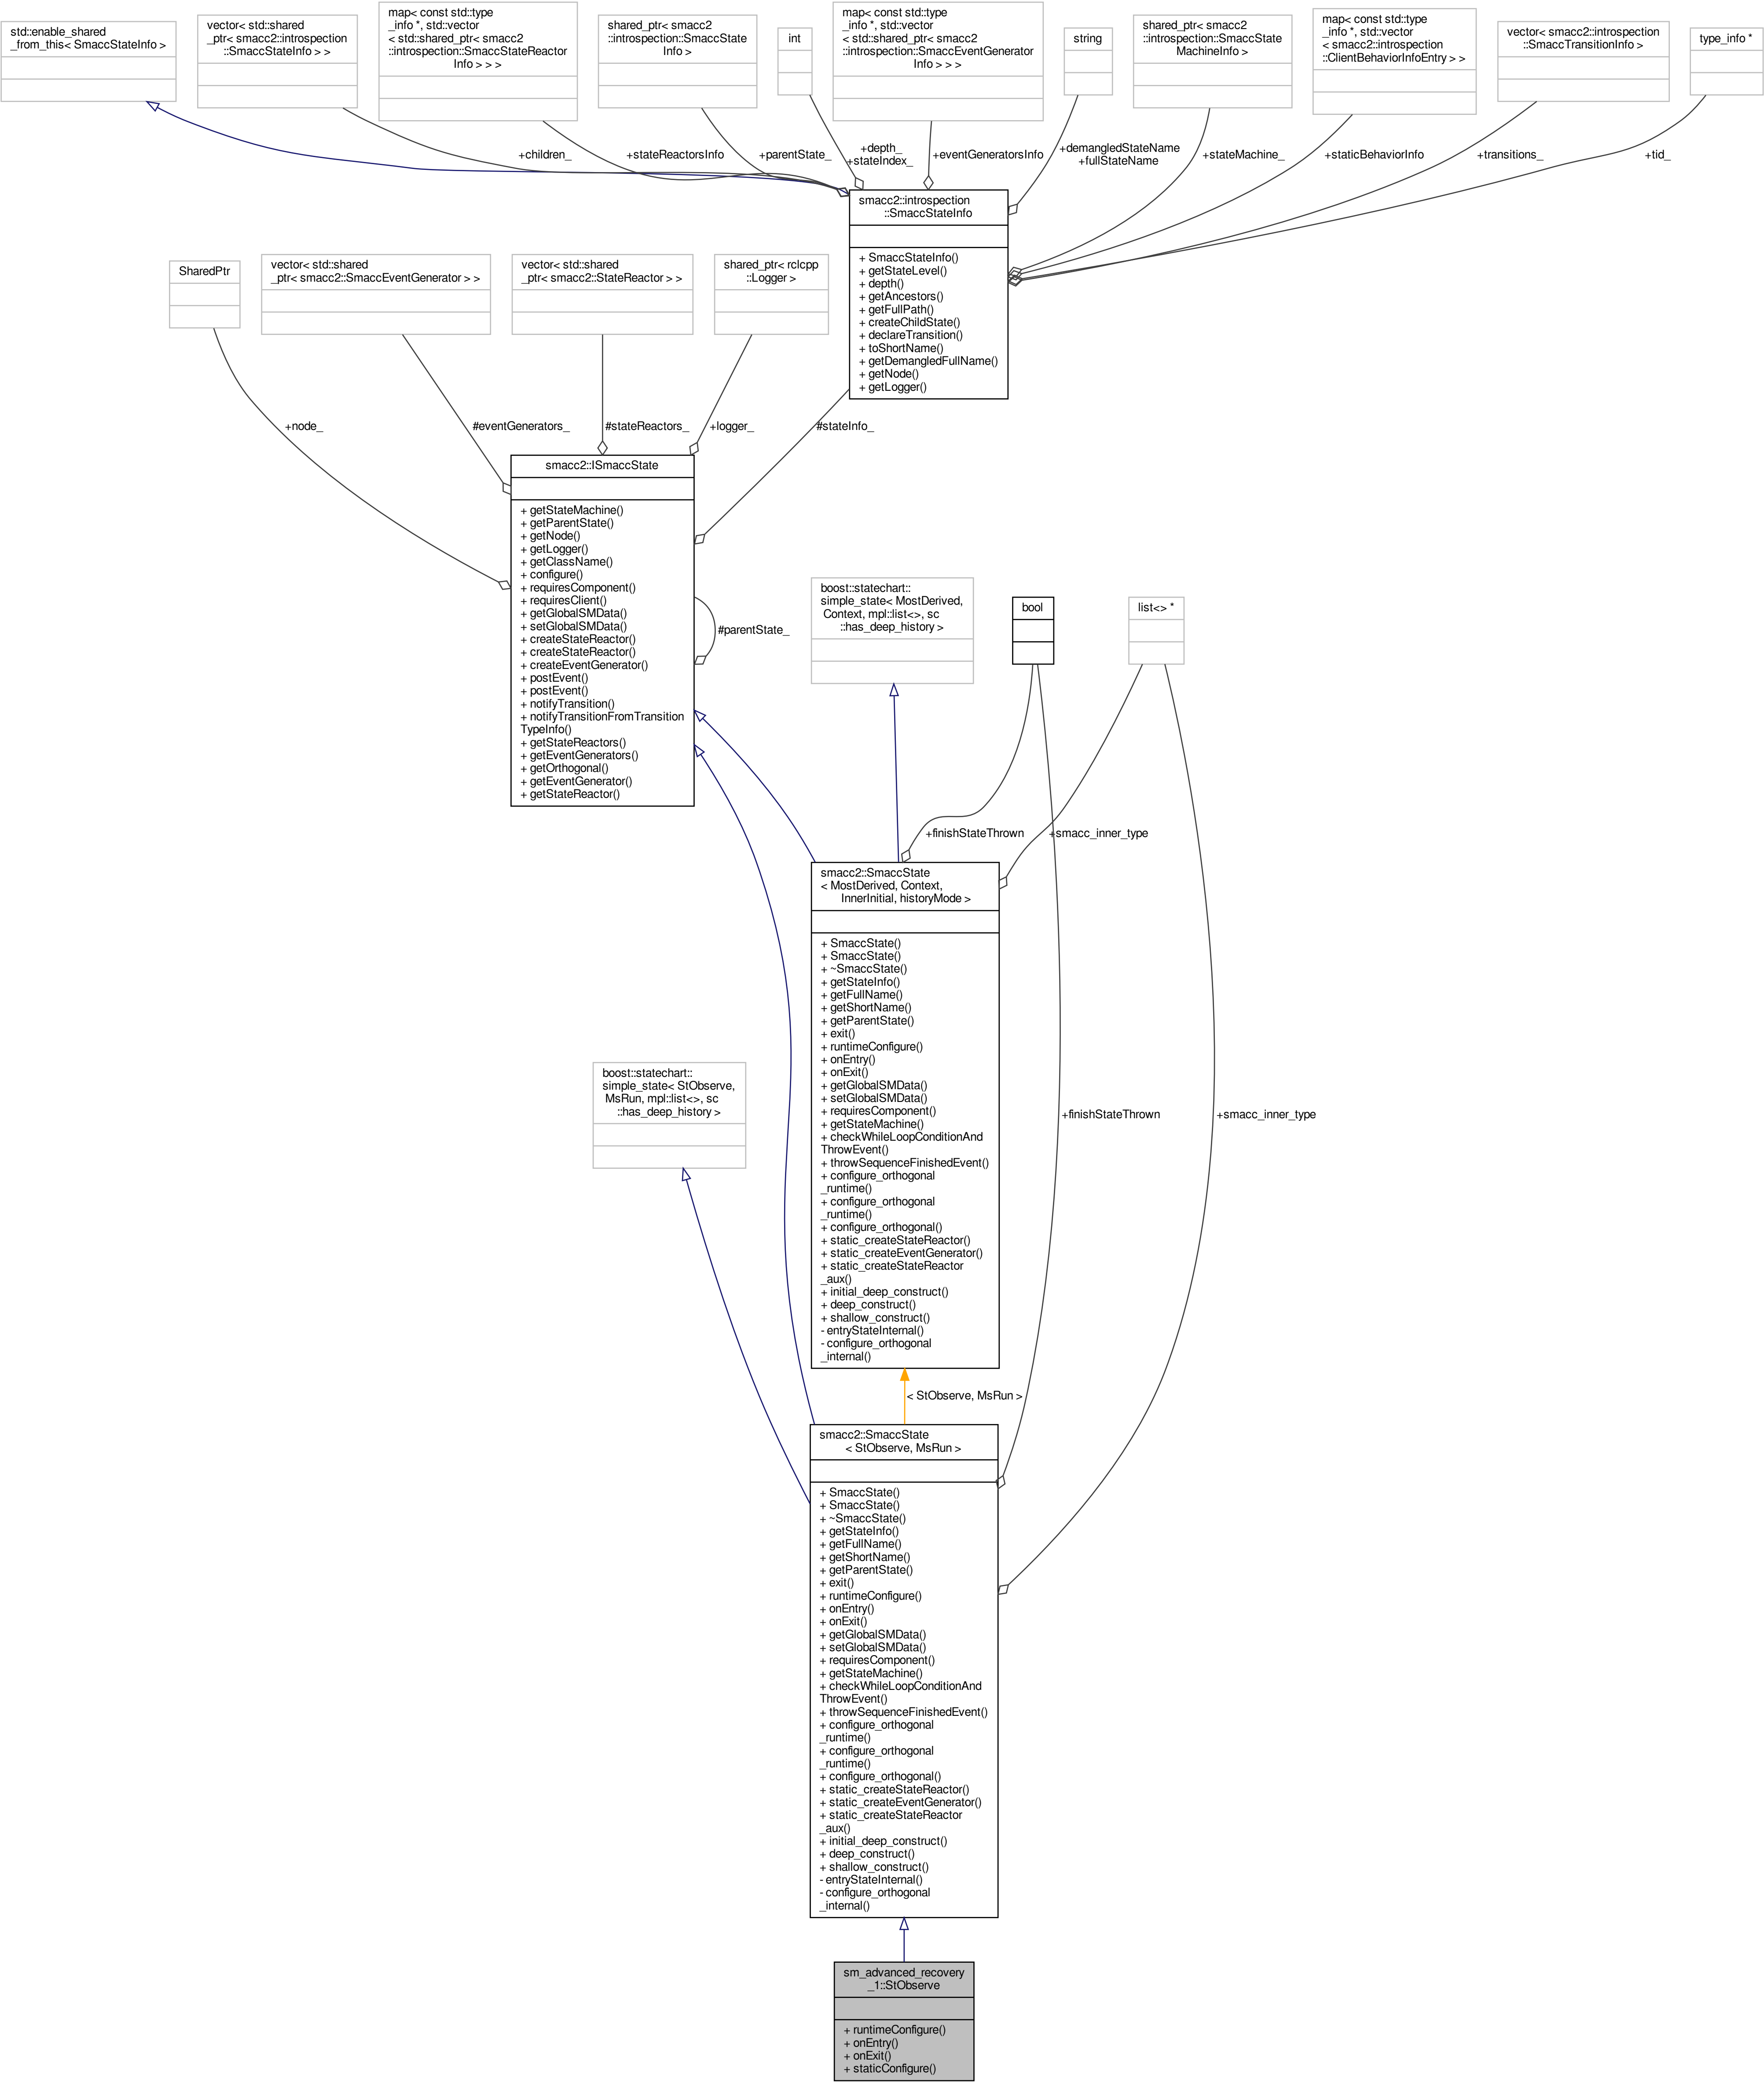 std::enable_shared
_from_this< SmaccStateInfo >
vector< std::shared
_ptr< smacc2::introspection
::SmaccStateInfo > >
map< const std::type
_info *, std::vector
< std::shared_ptr< smacc2
::introspection::SmaccStateReactor
Info > > >
shared_ptr< smacc2
::introspection::SmaccState
Info >
int
map< const std::type
_info *, std::vector
< std::shared_ptr< smacc2
::introspection::SmaccEventGenerator
Info > > >
string
shared_ptr< smacc2
::introspection::SmaccState
MachineInfo >
map< const std::type
_info *, std::vector
< smacc2::introspection
::ClientBehaviorInfoEntry > >
vector< smacc2::introspection
::SmaccTransitionInfo >
type_info *
+children_
+stateReactorsInfo
+parentState_
+depth_
+stateIndex_
+eventGeneratorsInfo
+demangledStateName
+fullStateName
+stateMachine_
+staticBehaviorInfo
+transitions_
+tid_
smacc2::introspection
::SmaccStateInfo
+ SmaccStateInfo()
+ getStateLevel()
+ depth()
+ getAncestors()
+ getFullPath()
+ createChildState()
+ declareTransition()
+ toShortName()
+ getDemangledFullName()
+ getNode()
+ getLogger()
SharedPtr
vector< std::shared
_ptr< smacc2::SmaccEventGenerator > >
vector< std::shared
_ptr< smacc2::StateReactor > >
shared_ptr< rclcpp
::Logger >
+node_
#eventGenerators_
#stateReactors_
+logger_
#stateInfo_
smacc2::ISmaccState
+ getStateMachine()
+ getParentState()
+ getNode()
+ getLogger()
+ getClassName()
+ configure()
+ requiresComponent()
+ requiresClient()
+ getGlobalSMData()
+ setGlobalSMData()
+ createStateReactor()
+ createStateReactor()
+ createEventGenerator()
+ postEvent()
+ postEvent()
+ notifyTransition()
+ notifyTransitionFromTransition
TypeInfo()
+ getStateReactors()
+ getEventGenerators()
+ getOrthogonal()
+ getEventGenerator()
+ getStateReactor()
#parentState_
boost::statechart::
simple_state< MostDerived,
Context, mpl::list<>, sc
::has_deep_history >
bool
list<> *
+finishStateThrown
+smacc_inner_type
smacc2::SmaccState
< MostDerived, Context,
InnerInitial, historyMode >
+ SmaccState()
+ SmaccState()
+ ~SmaccState()
+ getStateInfo()
+ getFullName()
+ getShortName()
+ getParentState()
+ exit()
+ runtimeConfigure()
+ onEntry()
+ onExit()
+ getGlobalSMData()
+ setGlobalSMData()
+ requiresComponent()
+ getStateMachine()
+ checkWhileLoopConditionAnd
ThrowEvent()
+ throwSequenceFinishedEvent()
+ configure_orthogonal
_runtime()
+ configure_orthogonal
_runtime()
+ configure_orthogonal()
+ static_createStateReactor()
+ static_createEventGenerator()
+ static_createStateReactor
_aux()
+ initial_deep_construct()
+ deep_construct()
+ shallow_construct()
- entryStateInternal()
- configure_orthogonal
_internal()
boost::statechart::
simple_state< StObserve,
MsRun, mpl::list<>, sc
::has_deep_history >
+finishStateThrown
+smacc_inner_type
< StObserve, MsRun >
smacc2::SmaccState
< StObserve, MsRun >
+ SmaccState()
+ SmaccState()
+ ~SmaccState()
+ getStateInfo()
+ getFullName()
+ getShortName()
+ getParentState()
+ exit()
+ runtimeConfigure()
+ onEntry()
+ onExit()
+ getGlobalSMData()
+ setGlobalSMData()
+ requiresComponent()
+ getStateMachine()
+ checkWhileLoopConditionAnd
ThrowEvent()
+ throwSequenceFinishedEvent()
+ configure_orthogonal
_runtime()
+ configure_orthogonal
_runtime()
+ configure_orthogonal()
+ static_createStateReactor()
+ static_createEventGenerator()
+ static_createStateReactor
_aux()
+ initial_deep_construct()
+ deep_construct()
+ shallow_construct()
- entryStateInternal()
- configure_orthogonal
_internal()
sm_advanced_recovery
_1::StObserve
+ runtimeConfigure()
+ onEntry()
+ onExit()
+ staticConfigure()